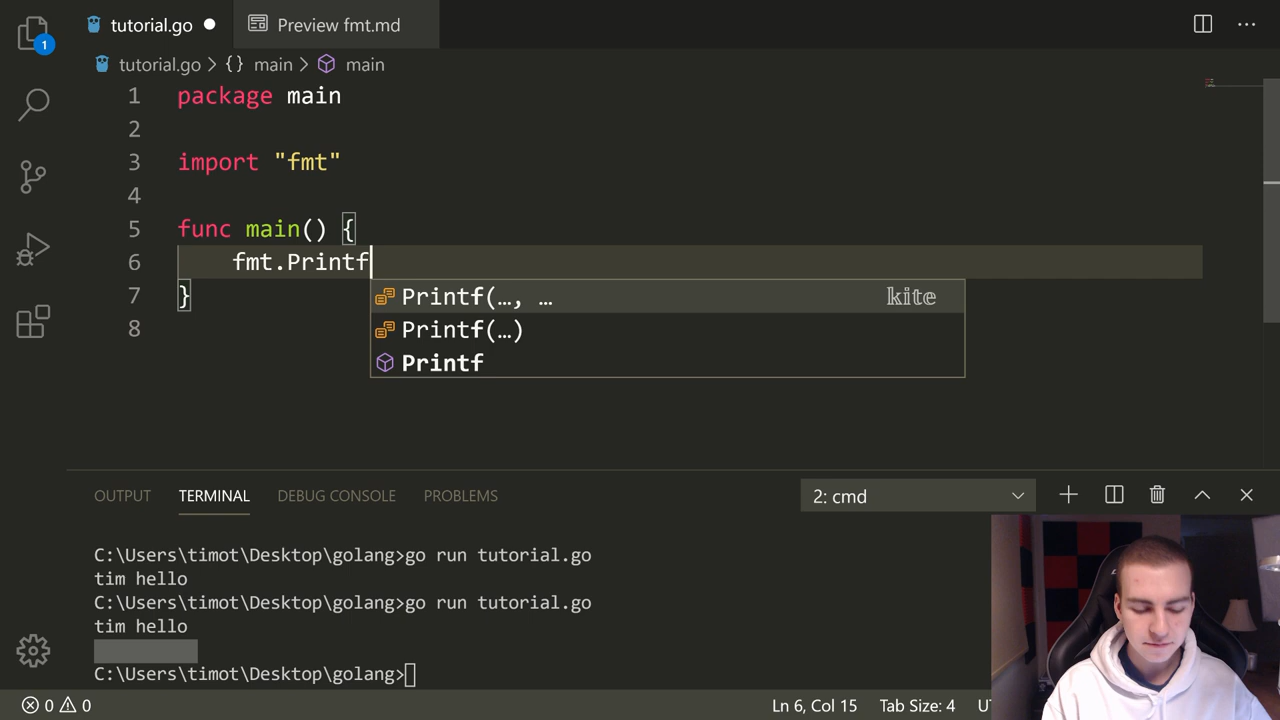 tutorial.go
Preview fmt.md
1
tutorial.go > {} main > main
1 package main
2
3 import "fmt"
4
5 func main() {
6 fmt.Printf
7 }
8
Printf(…, … kite
Printf(…)
Printf
OUTPUT TERMINAL DEBUG CONSOLE PROBLEMS 2: cmd
C:\Users\timot\Desktop\golang>go run tutorial.go
tim hello
C:\Users\timot\Desktop\golang>go run tutorial.go
tim hello
C:\Users\timot\Desktop\golang>
0 0 Ln 6, Col 15 Tab Size: 4